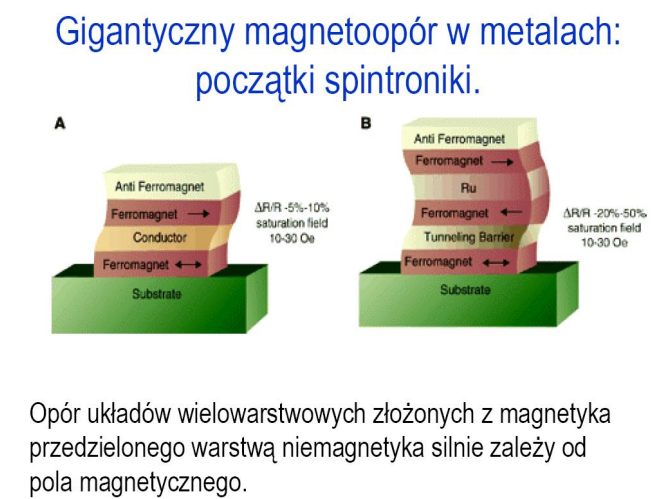 Gigantyczny magnetoopór w metalach:
początki spintroniki.
A
Anti Ferromagnet
Ferromagnet
Conductor
Ferromagnet
Substrate
ΔR/R -5%-10%
saturation field
10-30 Oe
B
Anti Ferromagnet
Ferromagnet
Ru
Ferromagnet
Tunneling Barrier
Ferromagnet
Substrate
ΔR/R -20%-50%
saturation field
10-30 Oe
Opór układów wielowarstwowych złożonych z magnetyka
przedzielonego warstwą niemagnetyka silnie zależy od
pola magnetycznego.